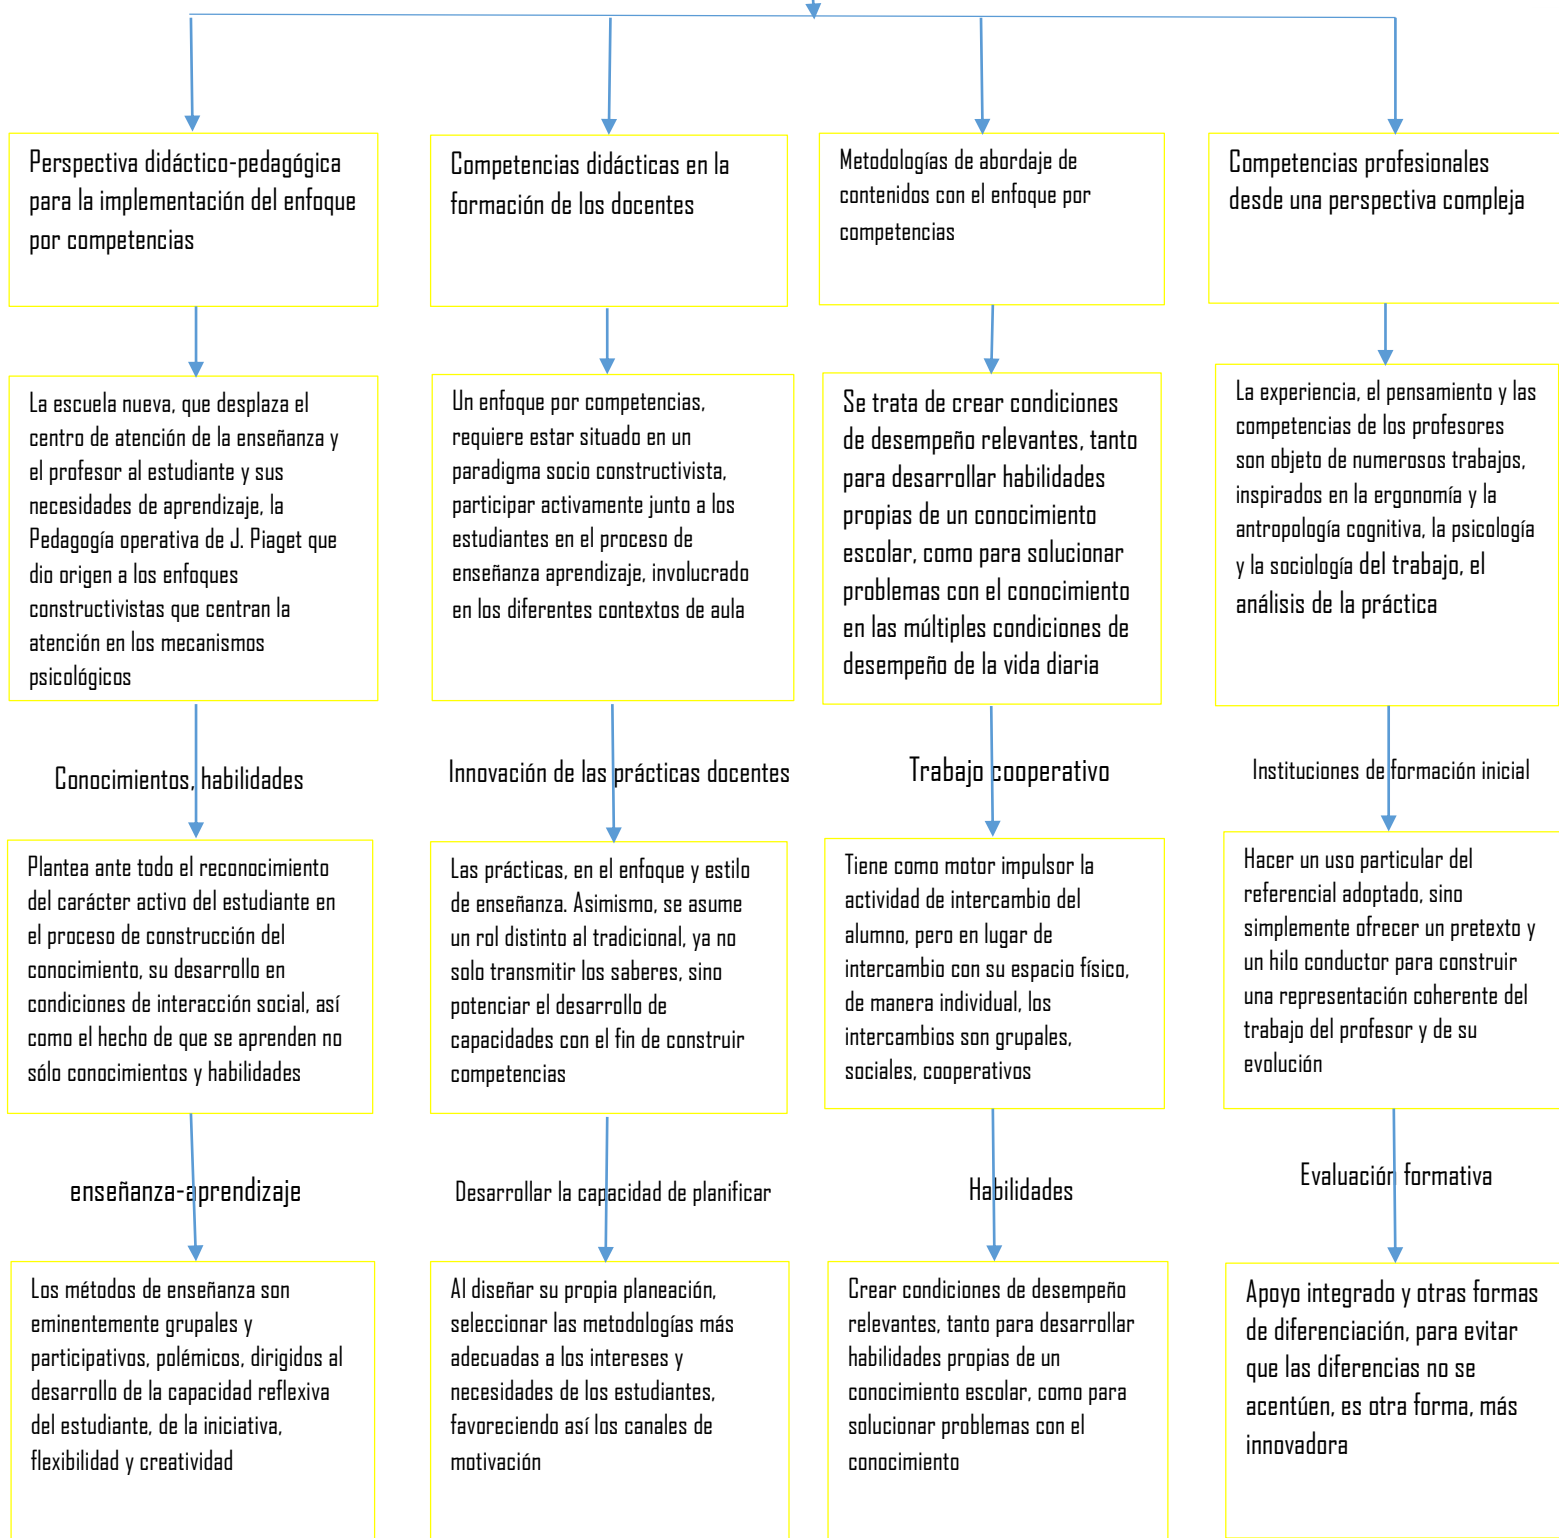 Perspectiva didáctico-pedagógica
para la implementación del enfoque
por competencias
Competencias didácticas en la
formación de los docentes
Metodologías de abordaje de
contenidos con el enfoque por
competencias
Competencias profesionales
desde una perspectiva compleja
La escuela nueva, que desplaza el
centro de atención de la enseñanza y
el profesor al estudiante y sus
necesidades de aprendizaje, la
Pedagogía operativa de J. Piaget que
dio origen a los enfoques
constructivistas que centran la
atención en los mecanismos
psicológicos
Un enfoque por competencias,
requiere estar situado en un
paradigma socio constructivista,
participar activamente junto a los
estudiantes en el proceso de
enseñanza aprendizaje, involucrado
en los diferentes contextos de aula
Se trata de crear condiciones
de desempeño relevantes, tanto
para desarrollar habilidades
propias de un conocimiento
escolar, como para solucionar
problemas con el conocimiento
en las múltiples condiciones de
desempeño de la vida diaria
La experiencia, el pensamiento y las
competencias de los profesores
son objeto de numerosos trabajos,
inspirados en la ergonomía y la
antropología cognitiva, la psicología
y la sociología del trabajo, el
análisis de la práctica
Conocimientos, habilidades
Innovación de las prácticas docentes
Trabajo cooperativo
Instituciones de formación inicial
Plantea ante todo el reconocimiento
del carácter activo del estudiante en
el proceso de construcción del
conocimiento, su desarrollo en
condiciones de interacción social, así
como el hecho de que se aprenden no
sólo conocimientos y habilidades
Las prácticas, en el enfoque y estilo
de enseñanza. Asimismo, se asume
un rol distinto al tradicional, ya no
solo transmitir los saberes, sino
potenciar el desarrollo de
capacidades con el fin de construir
competencias
Tiene como motor impulsor la
actividad de intercambio del
alumno, pero en lugar de
intercambio con su espacio físico,
de manera individual, los
intercambios son grupales,
sociales, cooperativos
Hacer un uso particular del
referencial adoptado, sino
simplemente ofrecer un pretexto y
un hilo conductor para construir
una representación coherente del
trabajo del profesor y de su
evolución
enseñanza-aprendizaje
Desarrollar la capacidad de planificar
Habilidades
Evaluación formativa
Los métodos de enseñanza son
eminentemente grupales y
participativos, polémicos, dirigidos al
desarrollo de la capacidad reflexiva
del estudiante, de la iniciativa,
flexibilidad y creatividad
Al diseñar su propia planeación,
seleccionar las metodologías más
adecuadas a los intereses y
necesidades de los estudiantes,
favoreciendo así los canales de
motivación
Crear condiciones de desempeño
relevantes, tanto para desarrollar
habilidades propias de un
conocimiento escolar, como para
solucionar problemas con el
conocimiento
Apoyo integrado y otras formas
de diferenciación, para evitar
que las diferencias no se
acentúen, es otra forma, más
innovadora